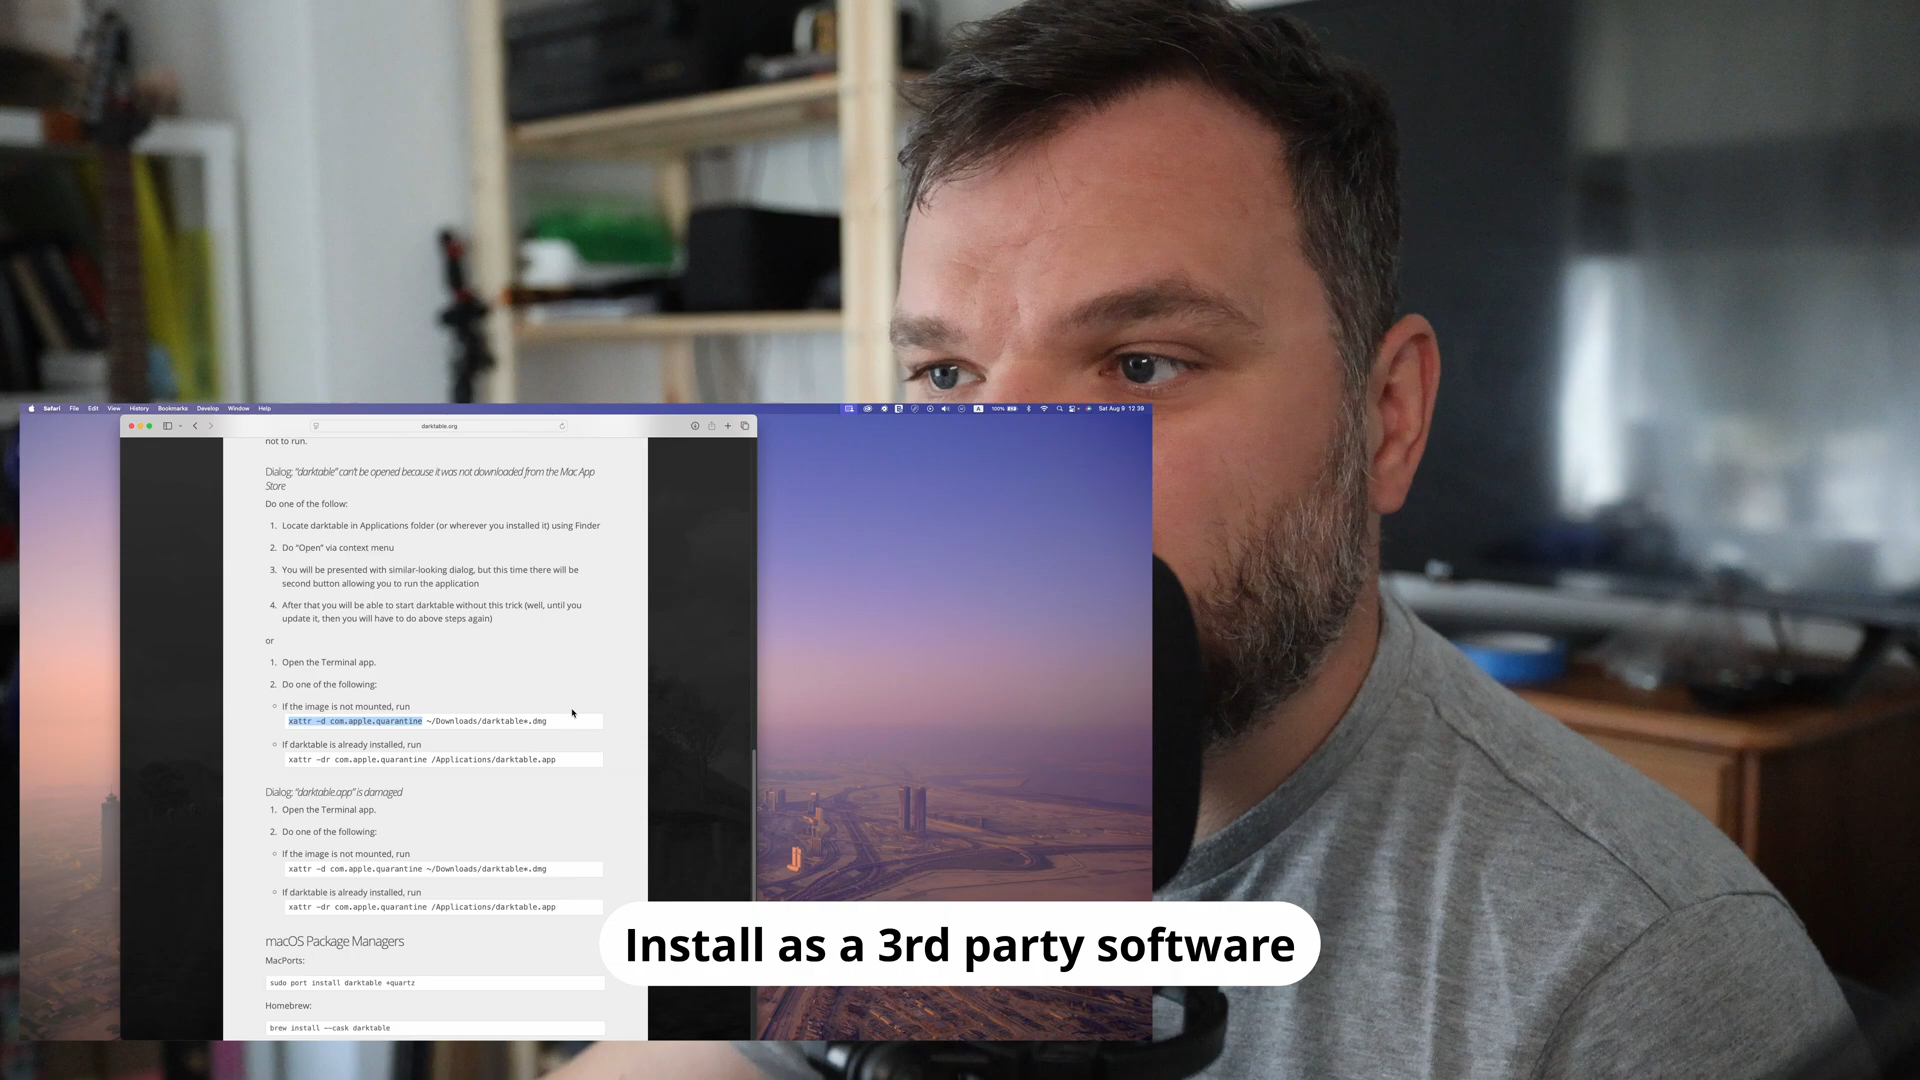 Safari File Edit View History Bookmarks Develop Window Help
100% Sat Aug 9 12 39
darktable.org
not to run.
Dialog: “darktable” can't be opened because it was not downloaded from the Mac App
Store
Do one of the follow:
1. Locate darktable in Applications folder (or wherever you installed it) using Finder
2. Do “Open” via context menu
3. You will be presented with similar-looking dialog, but this time there will be
second button allowing you to run the application
4. After that you will be able to start darktable without this trick (well, until you
update it, then you will have to do above steps again)
or
1. Open the Terminal app.
2. Do one of the following:
If the image is not mounted, run
xattr -d com.apple.quarantine ~/Downloads/darktable*.dmg
If darktable is already installed, run
xattr -dr com.apple.quarantine /Applications/darktable.app
Dialog: “darktable.app” is damaged
1. Open the Terminal app.
2. Do one of the following:
If the image is not mounted, run
xattr -d com.apple.quarantine ~/Downloads/darktable*.dmg
If darktable is already installed, run
xattr -dr com.apple.quarantine /Applications/darktable.app
macOS Package Managers
MacPorts:
sudo port install darktable +quartz
Homebrew:
brew install --cask darktable
Install as a 3rd party software